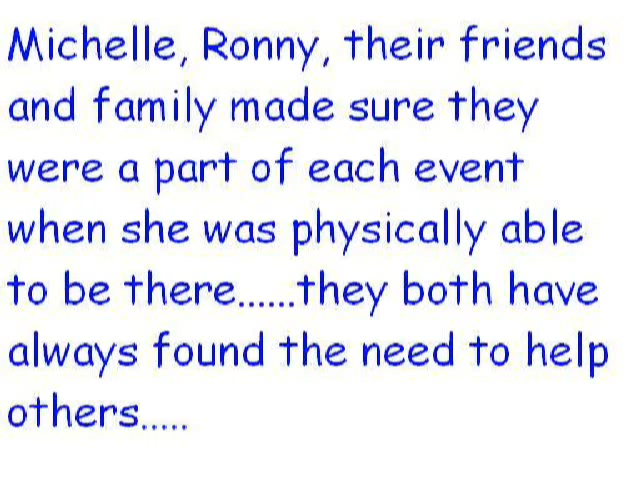 Michelle, Ronny, their friends
and family made sure they
were a part of each event
when she was physically able
to be there......they both have
always found the need to help
others.....